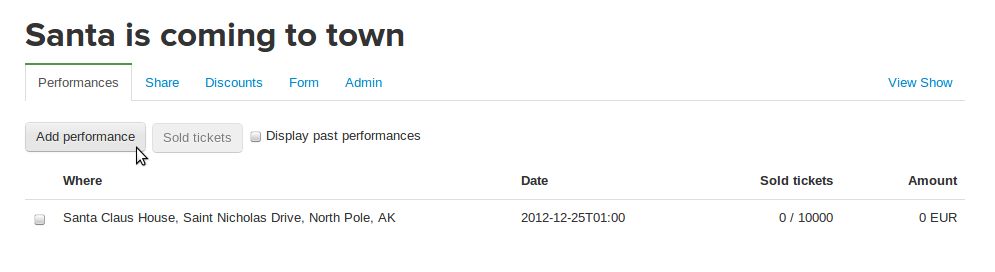 Santa is coming to town
Performances Share Discounts Form Admin View Show
Add performance Sold tickets Display past performances
Where Date Sold tickets Amount
Santa Claus House, Saint Nicholas Drive, North Pole, AK 2012-12-25T01:00 0 / 10000 0 EUR